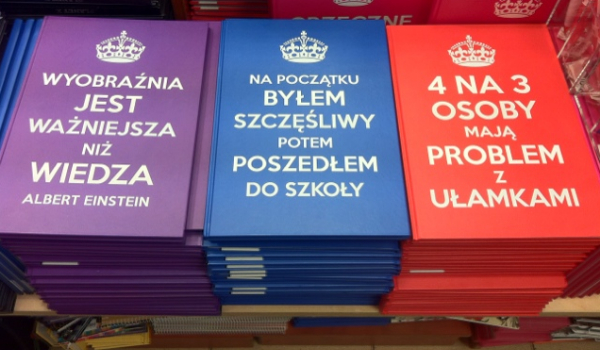 GRZECZNE
WYOBRAŹNIA
JEST
WAŻNIEJSZA
NIŻ
WIEDZA
ALBERT EINSTEIN
NA POCZĄTKU
BYŁEM
SZCZĘŚLIWY
POTEM
POSZEDŁEM
DO SZKOŁY
4 NA 3
OSOBY
MAJĄ
PROBLEM
Z
UŁAMKAMI